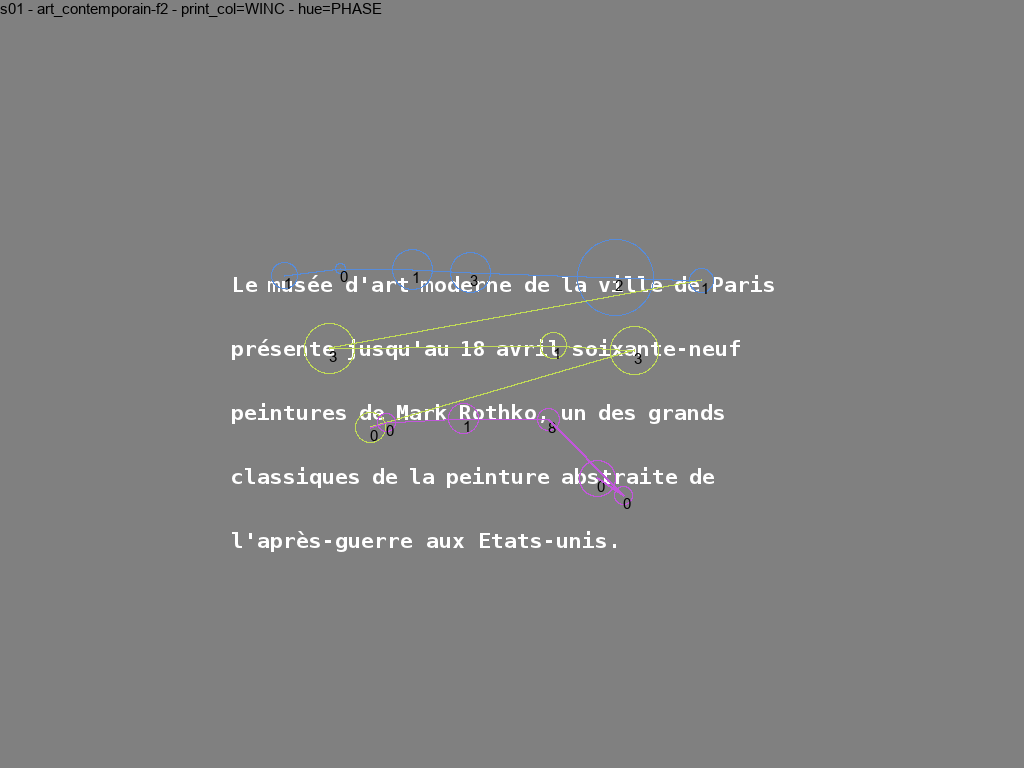 s01 - art_contemporain-f2 - print_col=WINC - hue=PHASE
1 0 1 3 2 1
Le musée d'art moderne de la ville de Paris
3 1 3
présente jusqu'au 18 avril soixante-neuf
peintures de Mark Rothko, un des grands
0 0 1 8
classiques de la peinture abstraite de
0 0
l'après-guerre aux Etats-unis.